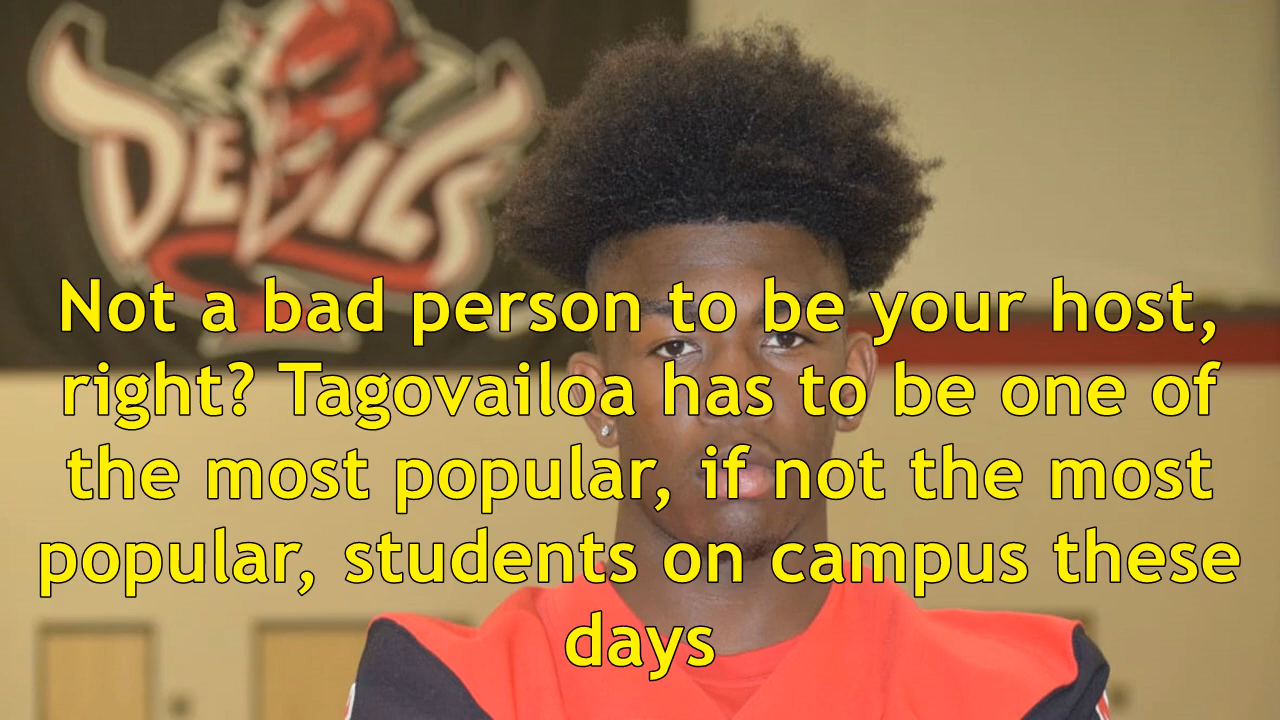 DEVILS
Not a bad person to be your host,
right? Tagovailoa has to be one of
the most popular, if not the most
popular, students on campus these
days